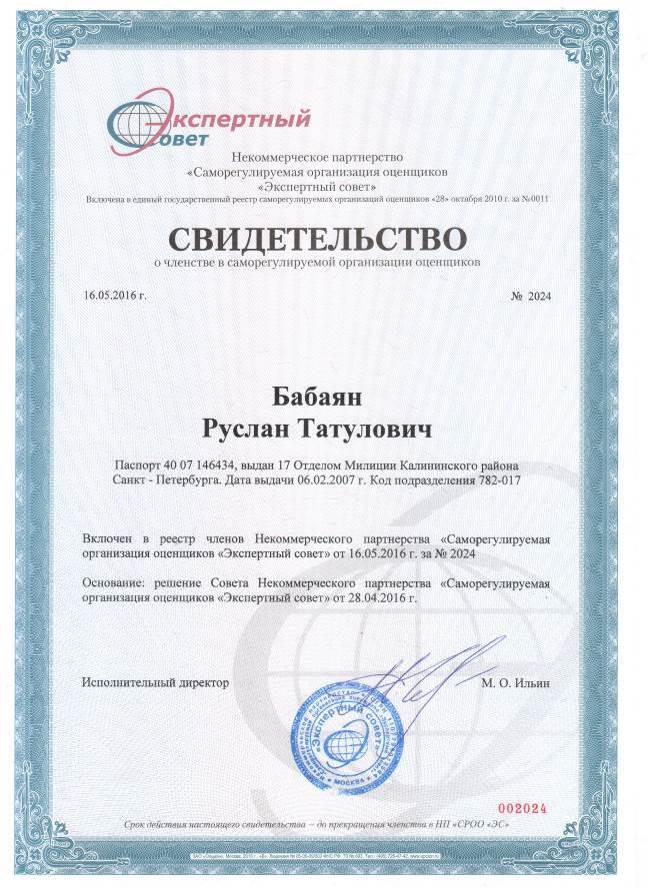 Экспертный
Совет
Некоммерческое партнерство
«Саморегулируемая организация оценщиков
«Экспертный совет»
Включена в единый государственный реестр саморегулируемых организаций оценщиков «28» октября 2010 г. за №0011
СВИДЕТЕЛЬСТВО
о членстве в саморегулируемой организации оценщиков
16.05.2016 г.
№ 2024
Бабаян
Руслан Татулович
Паспорт 40 07 146434, выдан 17 Отделом Милиции Калининского района
Санкт - Петербурга. Дата выдачи 06.02.2007 г. Код подразделения 782-017
Включен в реестр членов Некоммерческого партнерства «Саморегулируемая
организация оценщиков «Экспертный совет» от 16.05.2016 г. за № 2024
Основание: решение Совета Некоммерческого партнерства «Саморегулируемая
организация оценщиков «Экспертный совет» от 28.04.2016 г.
Исполнительный директор
М. О. Ильин
«Экспертный совет»
МОСКВА
002024
Срок действия настоящего свидетельства – до прекращения членства в НП «СРОО «ЭС»